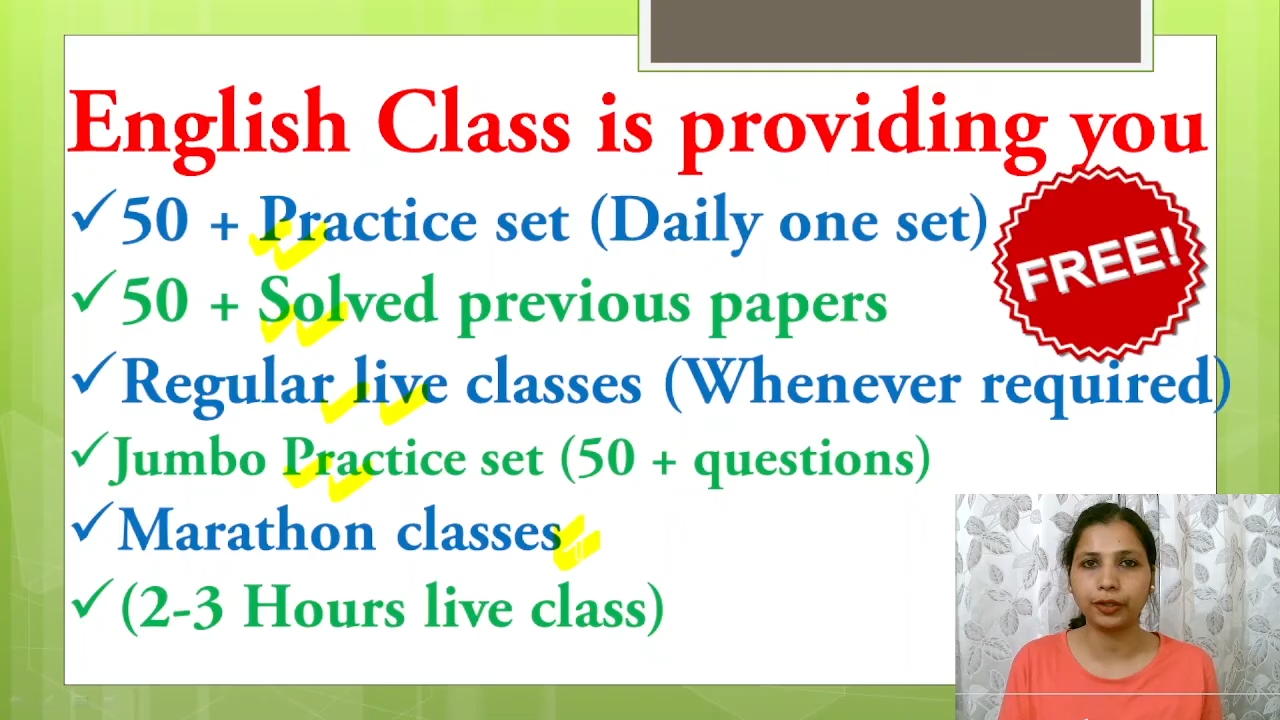 English Class is providing you
✓50 + Practice set (Daily one set)
FREE!
✓50 + Solved previous papers
✓Regular live classes (Whenever required)
✓Jumbo Practice set (50 + questions)
✓Marathon classes
✓(2-3 Hours live class)